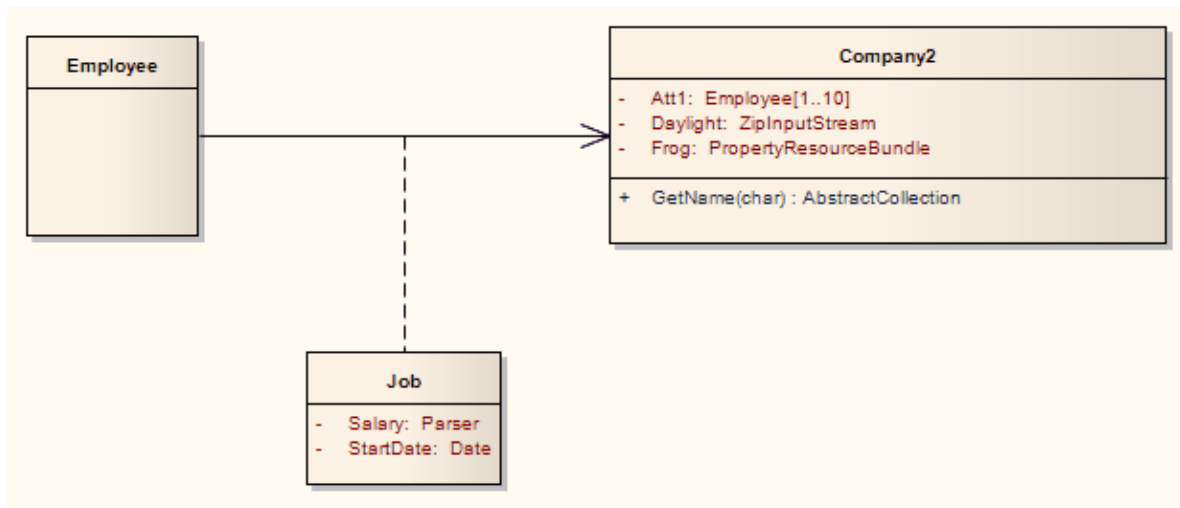 Employee
Company2
- Att1: Employee[1..10]
- Daylight: ZipInputStream
- Frog: PropertyResourceBundle
+ GetName(char) : AbstractCollection
Job
- Salary: Parser
- StartDate: Date